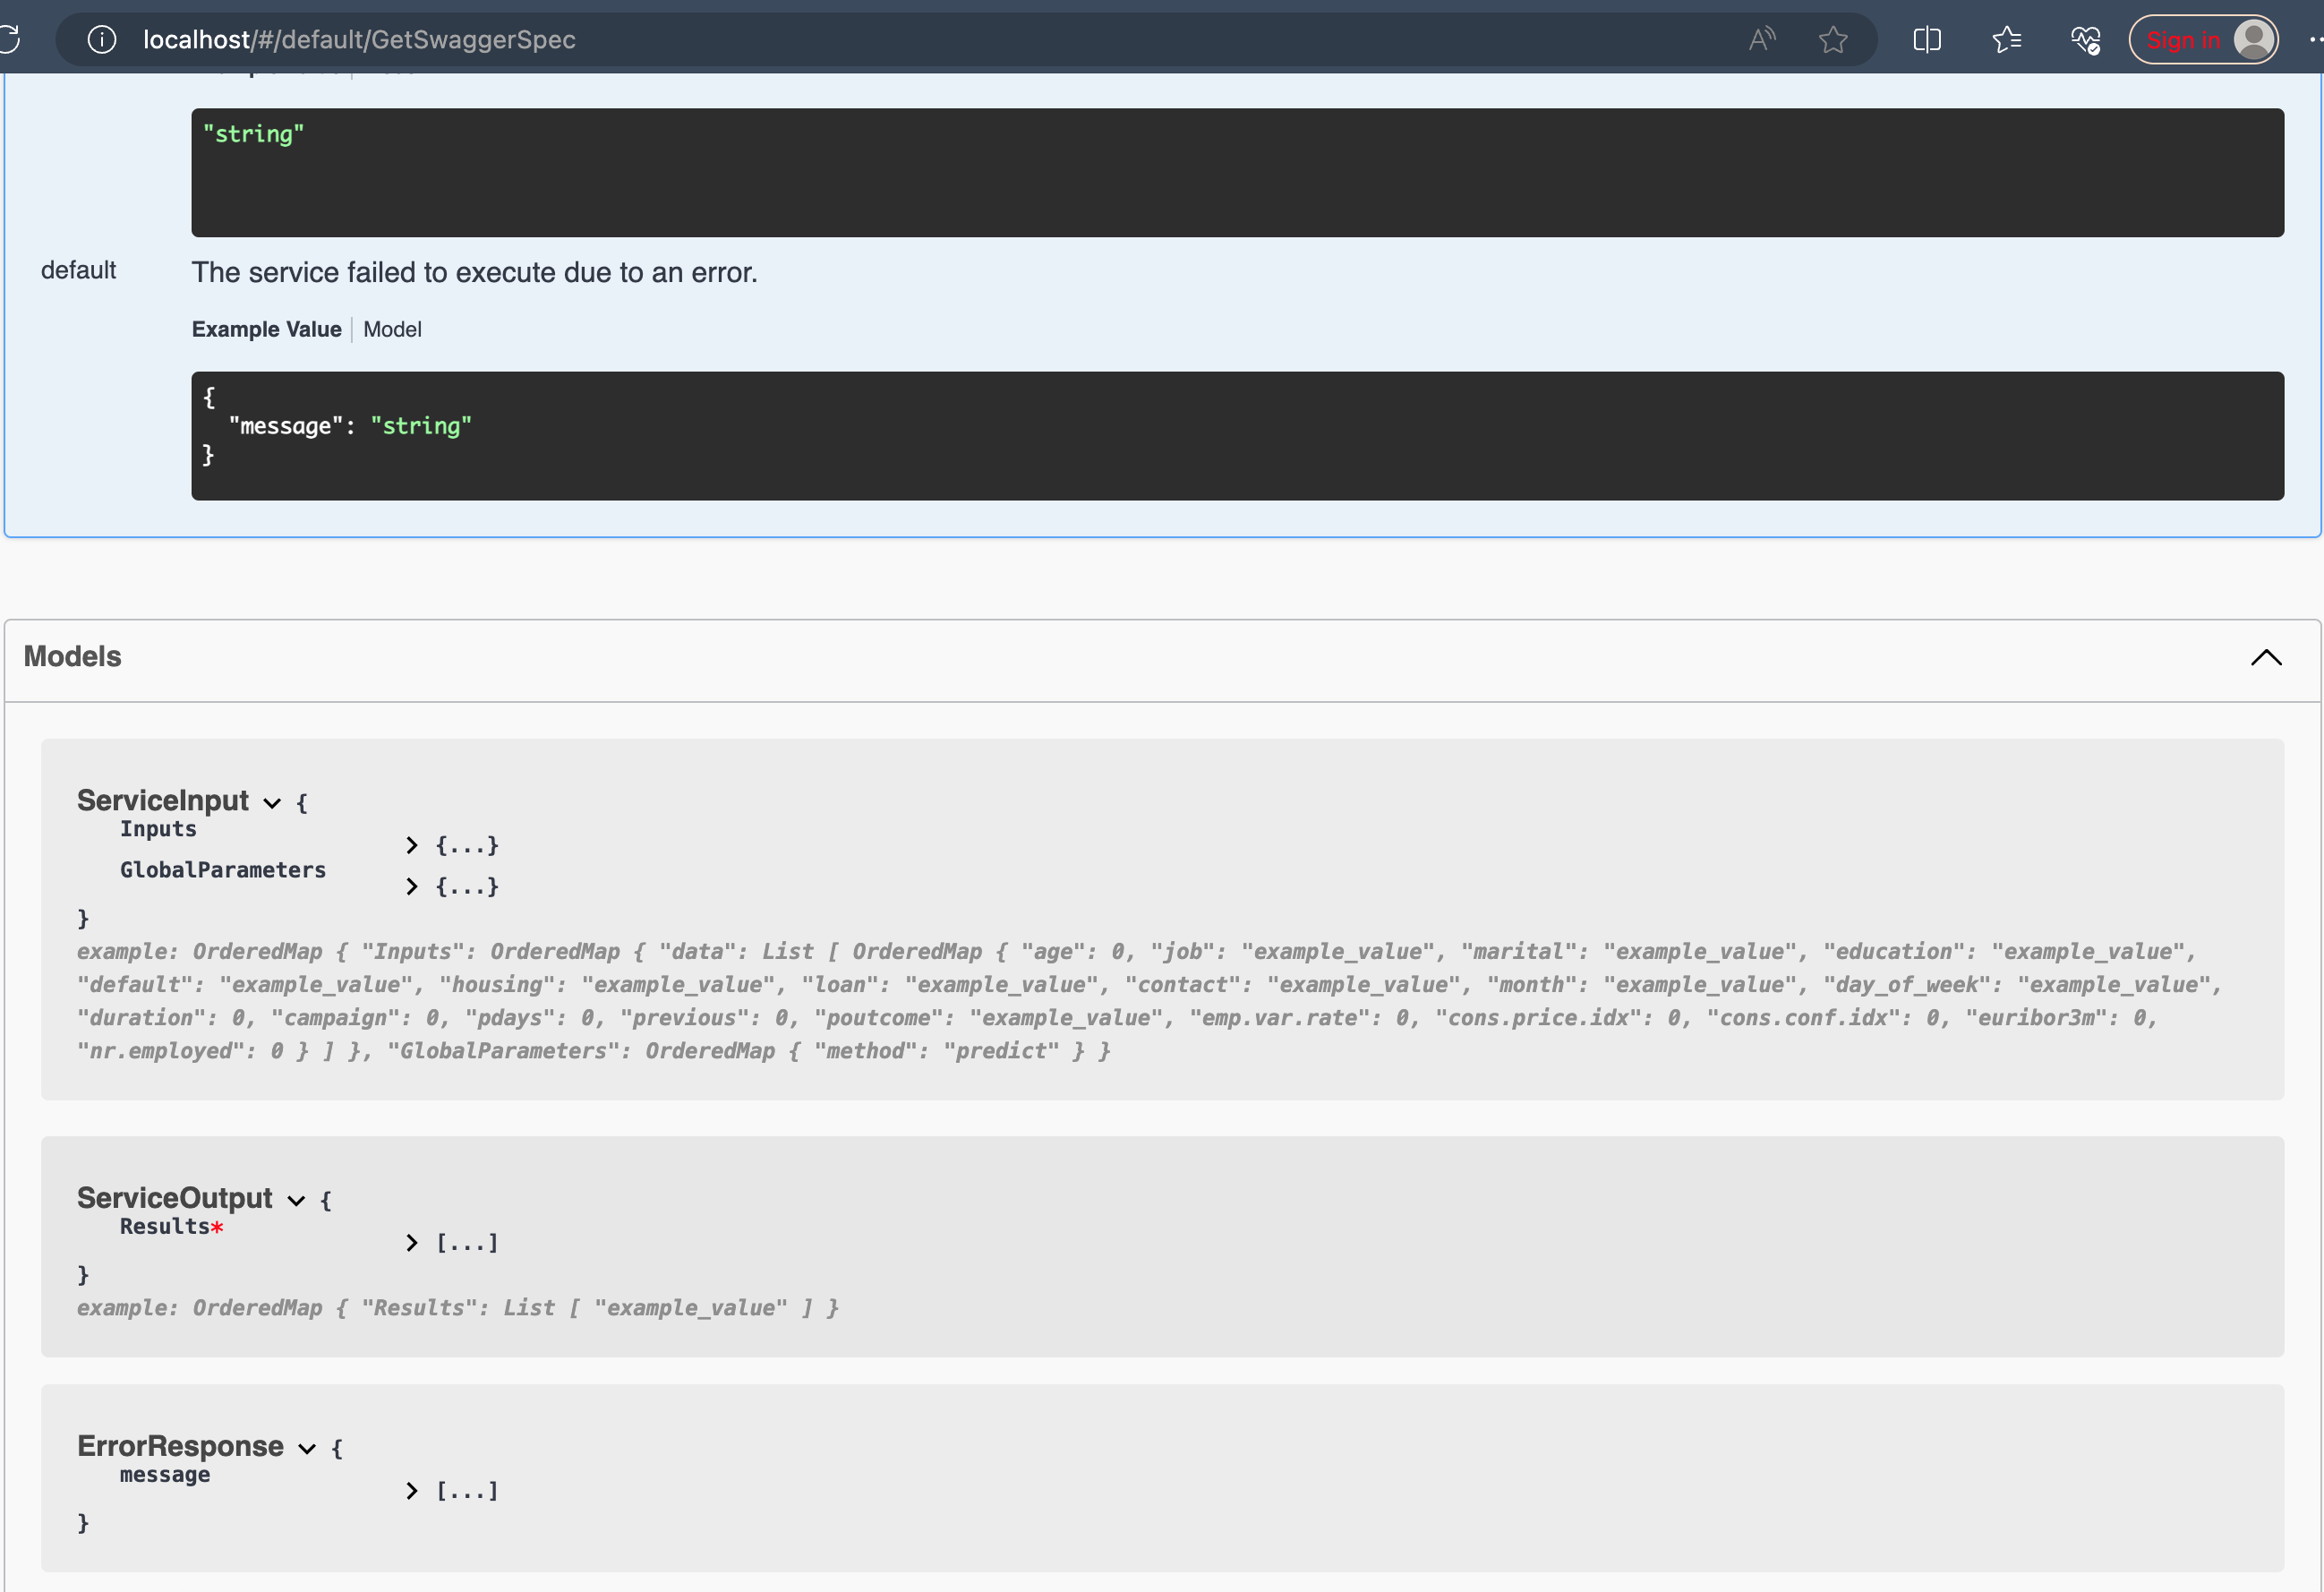 localhost/#/default/GetSwaggerSpec
Sign in
"string"
default
The service failed to execute due to an error.
Example Value | Model
{
"message": "string"
}
Models
ServiceInput {
Inputs
{...}
GlobalParameters
{...}
}
example: OrderedMap { "Inputs": OrderedMap { "data": List [ OrderedMap { "age": 0, "job": "example_value", "marital": "example_value", "education": "example_value",
"default": "example_value", "housing": "example_value", "loan": "example_value", "contact": "example_value", "month": "example_value", "day_of_week": "example_value",
"duration": 0, "campaign": 0, "pdays": 0, "previous": 0, "poutcome": "example_value", "emp.var.rate": 0, "cons.price.idx": 0, "cons.conf.idx": 0, "euribor3m": 0,
"nr.employed": 0 } ] }, "GlobalParameters": OrderedMap { "method": "predict" } }
ServiceOutput {
Results*
[...]
}
example: OrderedMap { "Results": List [ "example_value" ] }
ErrorResponse {
message
[...]
}